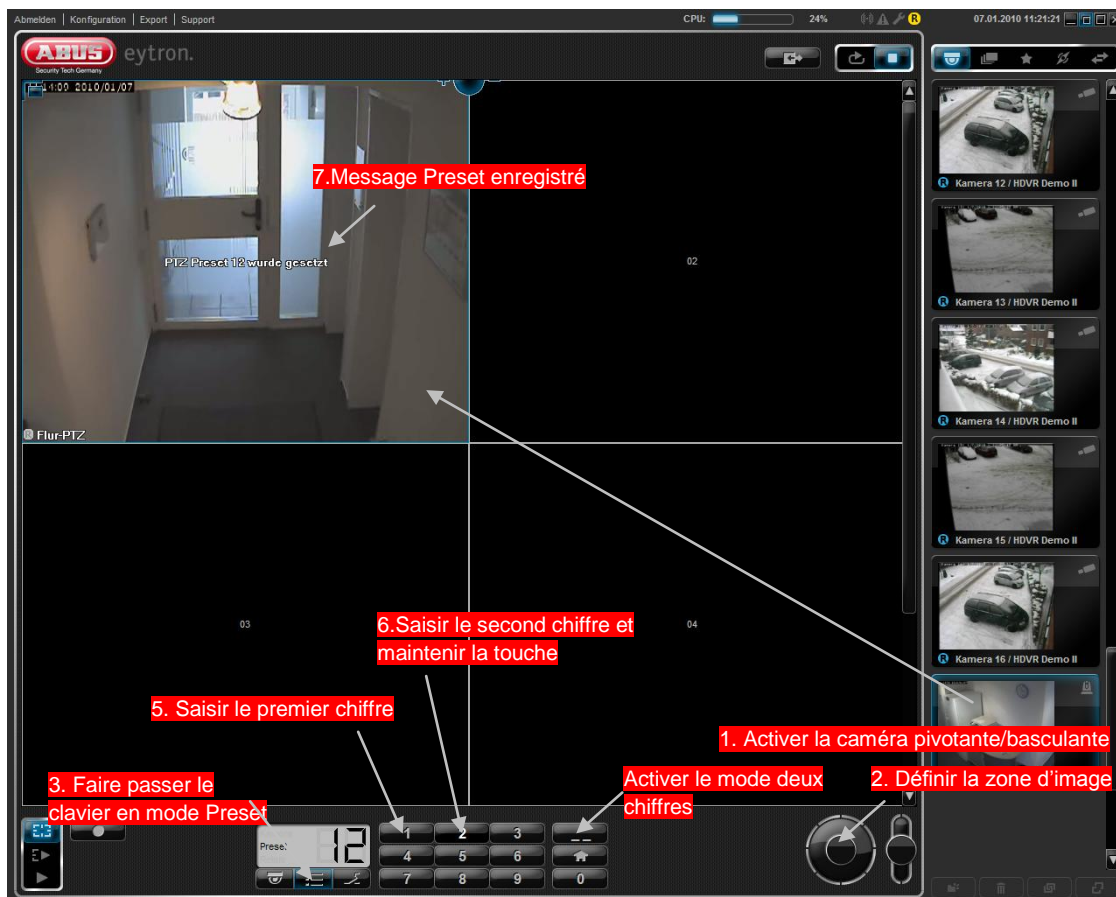 Abmelden | Konfiguration | Export | Support
CPU: 24%
R
07.01.2010 11:21:21
ABUS
Security Tech Germany
eytron.
14:09 2010/01/07
7.Message Preset enregistré
PTZ Preset 12 wurde gesetzt
R Flur-PTZ
02
03
04
R Kamera 12 / HDVR Demo II
R Kamera 13 / HDVR Demo II
R Kamera 14 / HDVR Demo II
R Kamera 15 / HDVR Demo II
R Kamera 16 / HDVR Demo II
6.Saisir le second chiffre et
maintenir la touche
5. Saisir le premier chiffre
1. Activer la caméra pivotante/basculante
2. Définir la zone d'image
3. Faire passer le
clavier en mode Preset
Activer le mode deux
chiffres
Preset
12
1 2 3 _ _
4 5 6
7 8 9 0